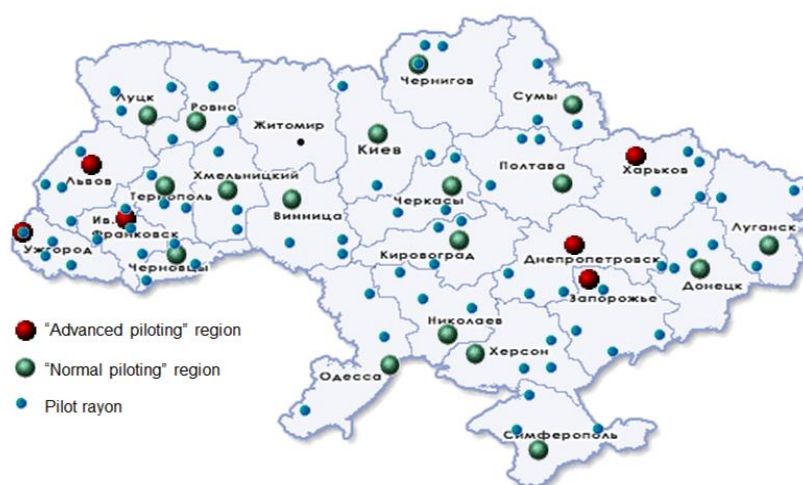 Чернигов
Сумы
Луцк
Ровно
Житомир
Киев
Львов
Тернополь
Хмельницкий
Полтава
Харьков
Винница
Черкасы
Луганск
Ив.
Франковск
Ужгород
Черновцы
Кировоград
Днепропетровск
Донецк
Запорожье
Николаев
Херсон
Одесса
Симферополь
"Advanced piloting" region
"Normal piloting" region
Pilot rayon